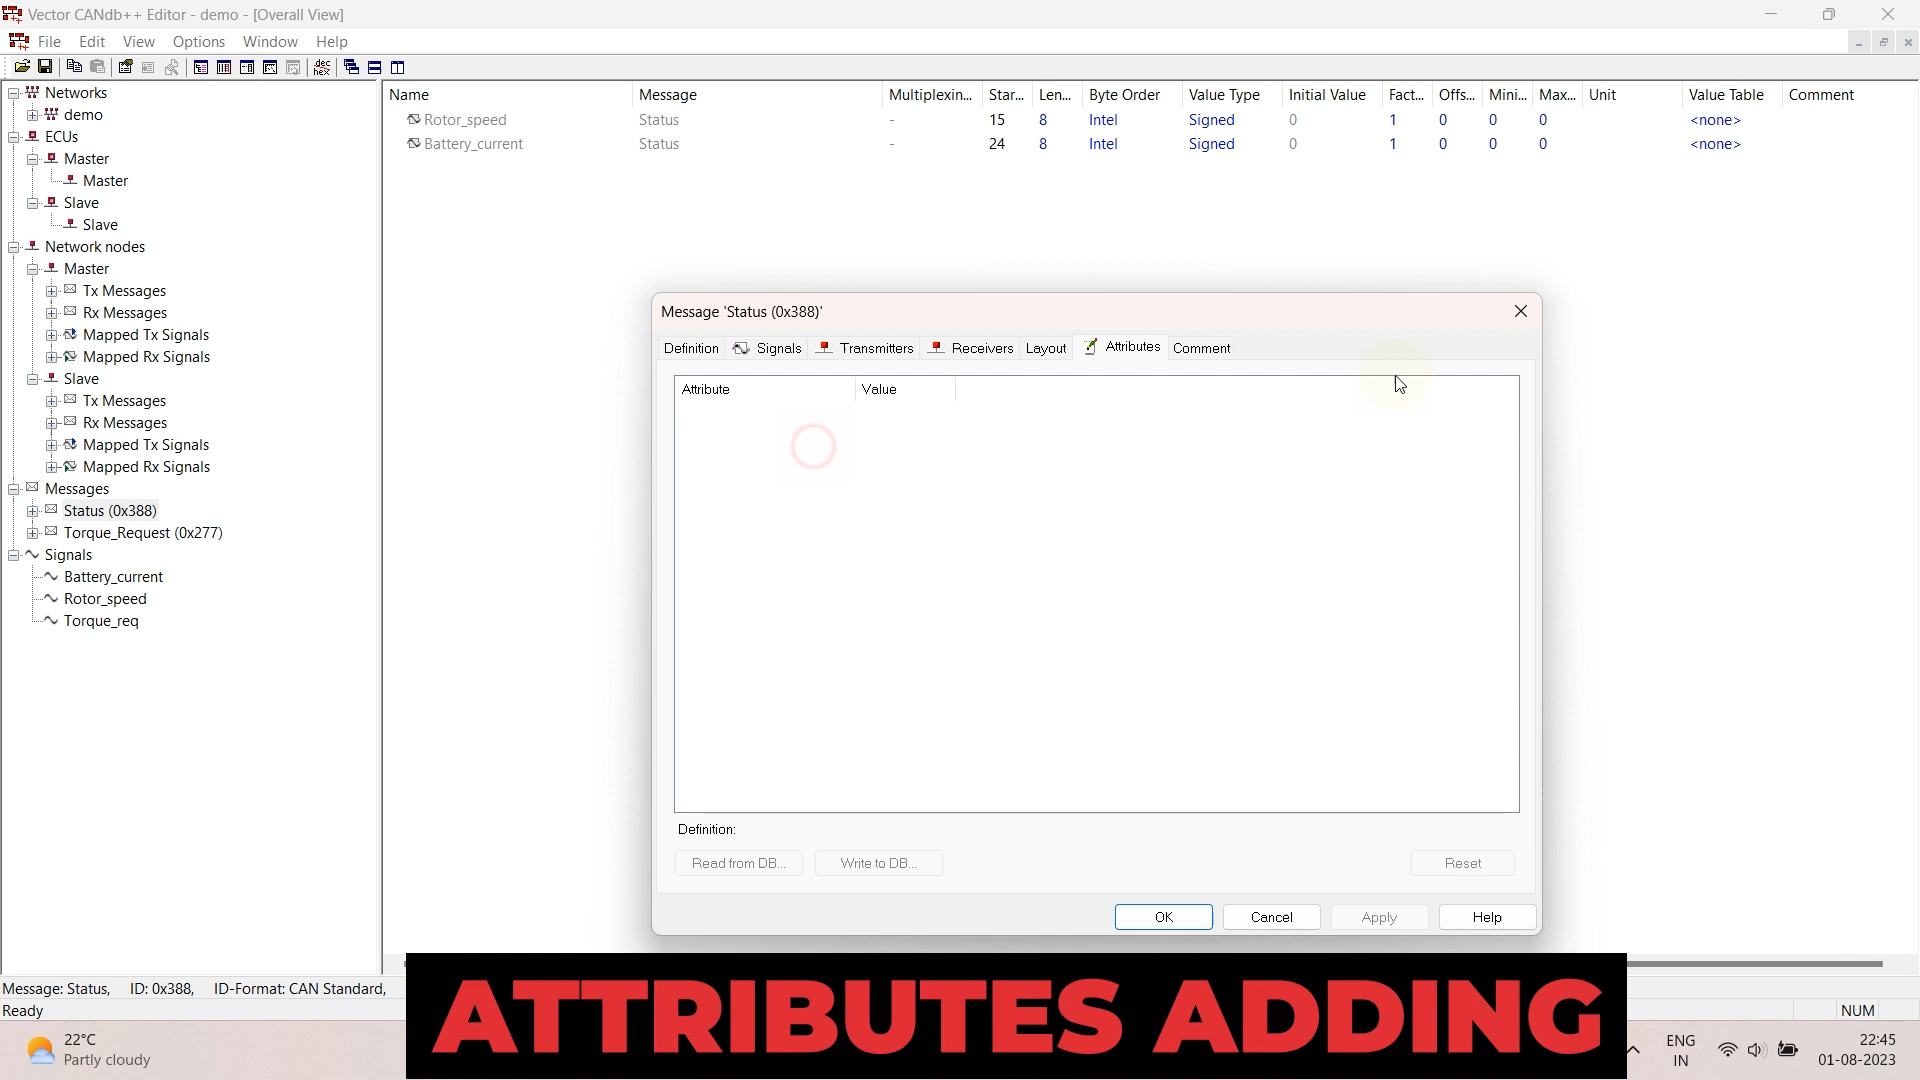 Vector CANdb++ Editor - demo - [Overall View]
File Edit View Options Window Help
dec
hex
Networks
demo
ECUs
Master
Master
Slave
Slave
Network nodes
Master
Tx Messages
Rx Messages
Mapped Tx Signals
Mapped Rx Signals
Slave
Tx Messages
Rx Messages
Mapped Tx Signals
Mapped Rx Signals
Messages
Status (0x388)
Torque_Request (0x277)
Signals
Battery_current
Rotor_speed
Torque_req
Name Message Multiplexin... Star... Len... Byte Order Value Type Initial Value Fact... Offs... Mini... Max... Unit Value Table Comment
Rotor_speed Status - 15 8 Intel Signed 0 1 0 0 0 <none>
Battery_current Status - 24 8 Intel Signed 0 1 0 0 0 <none>
Message 'Status (0x388)'
Definition Signals Transmitters Receivers Layout Attributes Comment
Attribute Value
Definition:
Read from DB... Write to DB... Reset
OK Cancel Apply Help
Message: Status, ID: 0x388, ID-Format: CAN Standard,
Ready NUM
ATTRIBUTES ADDING
22°C
Partly cloudy
ENG
IN
22:45
01-08-2023